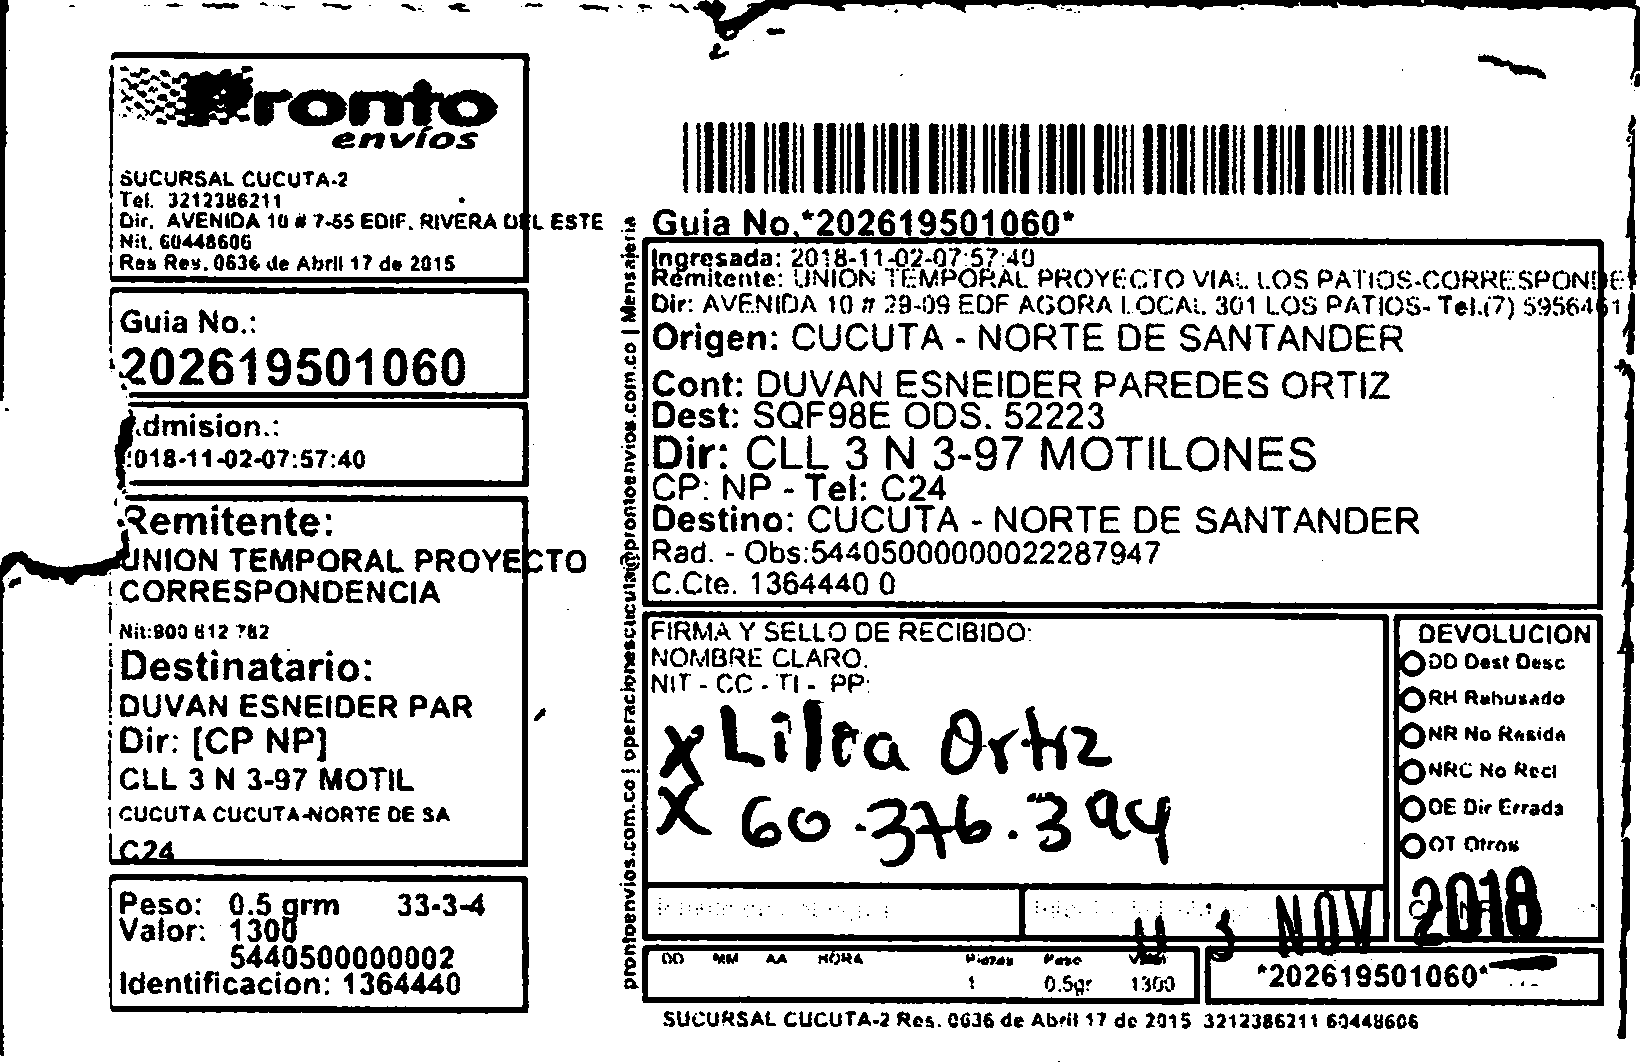 Pronto
envíos
SUCURSAL CUCUTA-2
Tel. 3212386211
Dir. AVENIDA 10 # 7-55 EDIF. RIVERA DEL ESTE
Nit. 60448606
Res Res. 0636 de Abril 17 de 2015
Guia No.:
202619501060
Admision.:
2018-11-02-07:57:40
Remitente:
UNION TEMPORAL PROYECTO
CORRESPONDENCIA
Nit:900 612 782
Destinatario:
DUVAN ESNEIDER PAR
Dir: [CP NP]
CLL 3 N 3-97 MOTIL
CUCUTA CUCUTA-NORTE DE SA
C24
Peso: 0.5 grm 33-3-4
Valor: 1300
5440500000002
Identificacion: 1364440
prontoenvios.com.co | operacionescucuta@prontoenvios.com.co | Mensajeria
Guia No.*202619501060*
Ingresada: 2018-11-02-07:57:40
Remitente: UNION TEMPORAL PROYECTO VIAL LOS PATIOS-CORRESPONDE
Dir: AVENIDA 10 # 29-09 EDF AGORA LOCAL 301 LOS PATIOS- Tel.(7) 5956461
Origen: CUCUTA - NORTE DE SANTANDER
Cont: DUVAN ESNEIDER PAREDES ORTIZ
Dest: SQF98E ODS. 52223
Dir: CLL 3 N 3-97 MOTILONES
CP: NP - Tel: C24
Destino: CUCUTA - NORTE DE SANTANDER
Rad. - Obs:54405000000022287947
C.Cte. 1364440 0
FIRMA Y SELLO DE RECIBIDO:
NOMBRE CLARO.
NIT - CC - TI - PP:
X Lilia Ortiz
X 60.376.394
DEVOLUCION
DD Dest Desc
RH Rehusado
NR No Reside
NRC No Recl
DE Dir Errada
OT Otros
NOV 2018
DD MM AA HORA Piezas Peso Valor
1 0.5gr 1300
*202619501060*
SUCURSAL CUCUTA-2 Res. 0636 de Abril 17 de 2015 3212386211 60448606